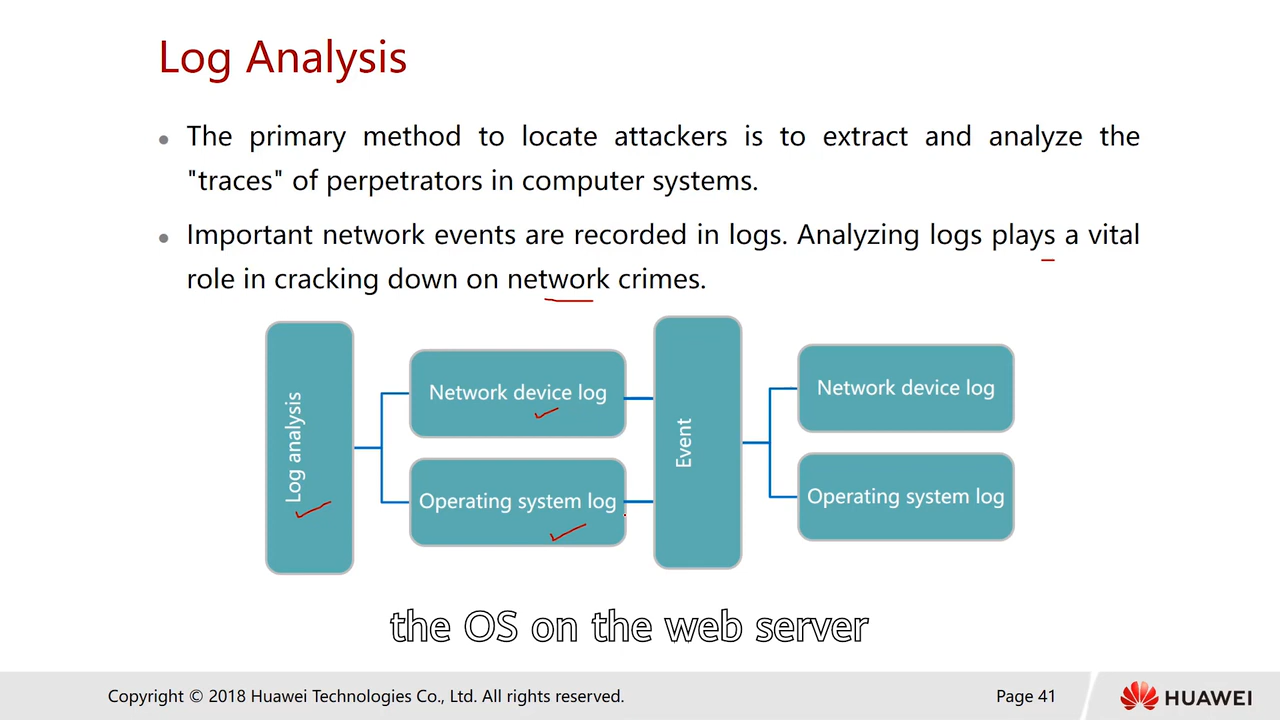 Log Analysis
The primary method to locate attackers is to extract and analyze the
"traces" of perpetrators in computer systems.
Important network events are recorded in logs. Analyzing logs plays a vital
role in cracking down on network crimes.
Log analysis
Network device log
Operating system log
Event
Network device log
Operating system log
the OS on the web server
Copyright © 2018 Huawei Technologies Co., Ltd. All rights reserved.
Page 41
HUAWEI